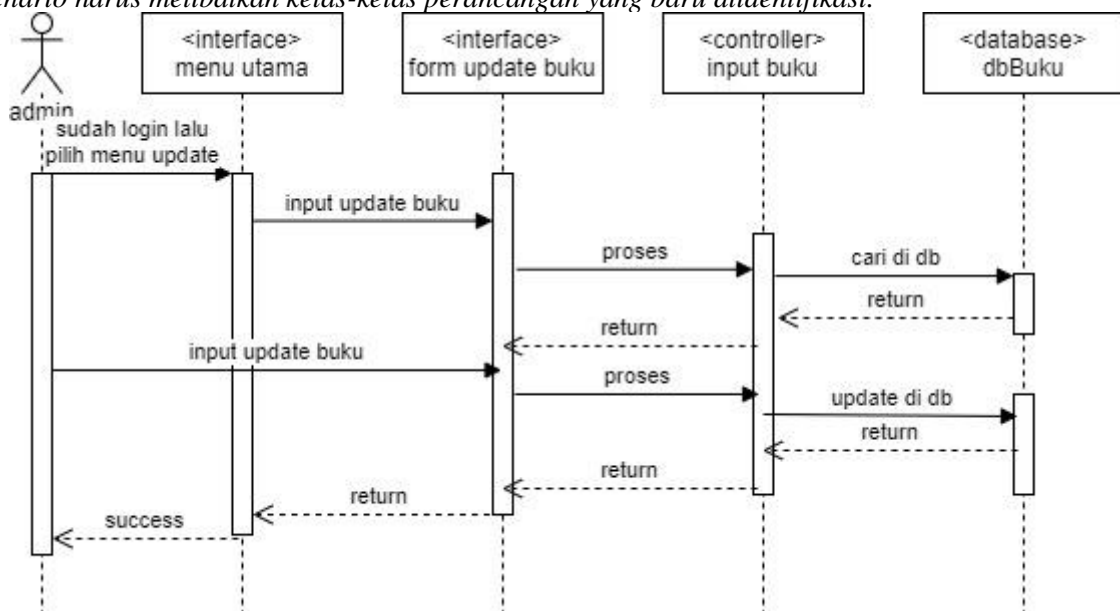 harus melibatkan kelas-kelas perancangan yang baru diidentifikasi.
<interface>
menu utama
<interface>
form update buku
<controller>
input buku
<database>
dbBuku
admin
sudah login lalu
pilih menu update
input update buku
proses
cari di db
return
return
input update buku
proses
update di db
return
return
return
success